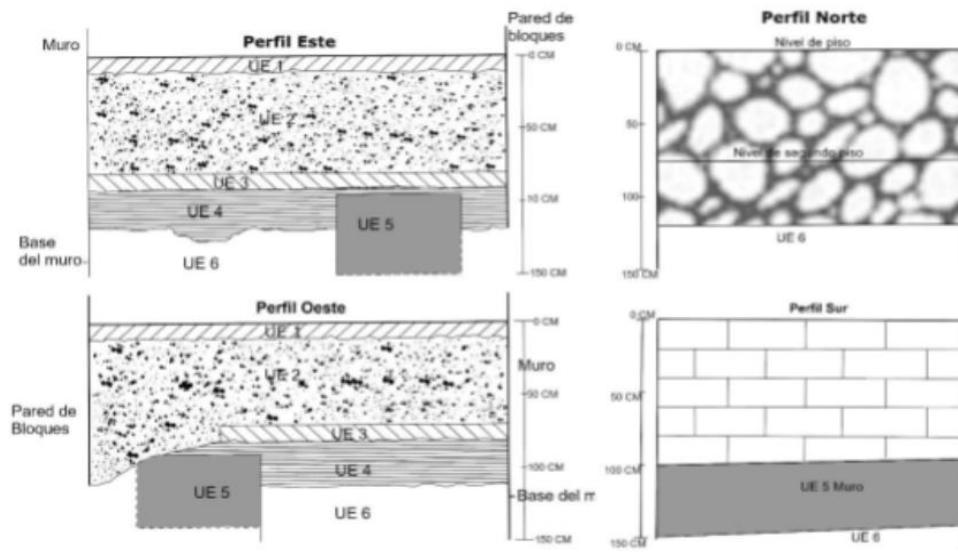 Muro
Perfil Este
Pared de
bloques
0 CM
UE 1
UE 2
50 CM
UE 3
UE 4
UE 5
Base
del muro
UE 6
150 CM
Perfil Norte
0 CM
Nivel de piso
50
Nivel de segundo piso
100
UE 6
150 CM
Perfil Oeste
0 CM
UE 1
UE 2
Muro
50 CM
Pared de
Bloques
UE 3
UE 4
100 CM
UE 5
Base del m
UE 6
150 CM
Perfil Sur
0 CM
50 CM
100 CM
UE 5 Muro
150 CM
UE 6